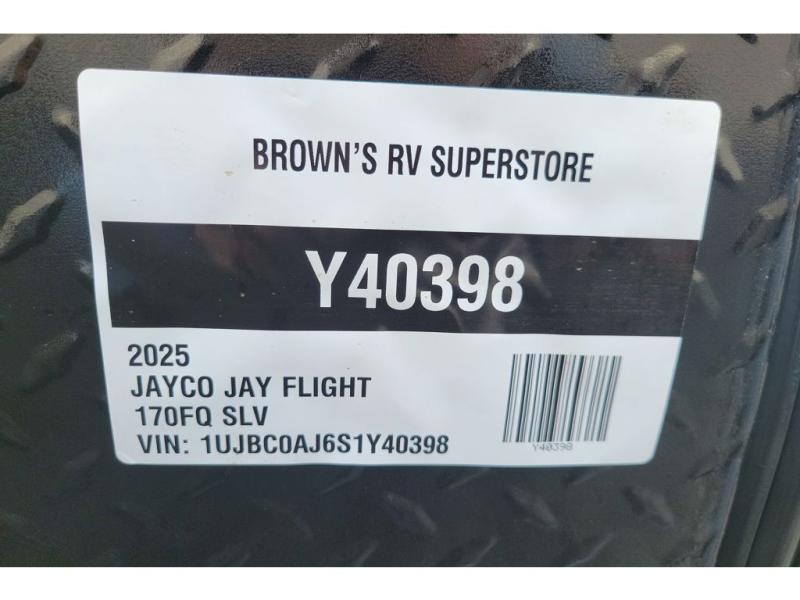 BROWN'S RV SUPERSTORE
Y40398
2025
JAYCO JAY FLIGHT
170FQ SLV
VIN: 1UJBC0AJ6S1Y40398
Y40398